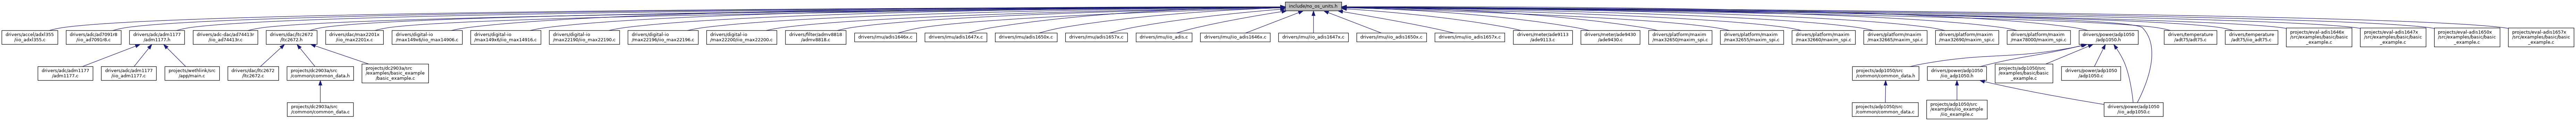 include/no_os_units.h
drivers/accel/adxl355
/iio_adxl355.c
drivers/adc/ad7091r8
/iio_ad7091r8.c
drivers/adc/adm1177
/adm1177.h
drivers/adc-dac/ad74413r
/iio_ad74413r.c
drivers/dac/ltc2672
/ltc2672.h
drivers/dac/max2201x
/iio_max2201x.c
drivers/digital-io
/max149x6/iio_max14906.c
drivers/digital-io
/max149x6/iio_max14916.c
drivers/digital-io
/max22190/iio_max22190.c
drivers/digital-io
/max22196/iio_max22196.c
drivers/digital-io
/max22200/iio_max22200.c
drivers/filter/admv8818
/admv8818.c
drivers/imu/adis1646x.c
drivers/imu/adis1647x.c
drivers/imu/adis1650x.c
drivers/imu/adis1657x.c
drivers/imu/iio_adis.c
drivers/imu/iio_adis1646x.c
drivers/imu/iio_adis1647x.c
drivers/imu/iio_adis1650x.c
drivers/imu/iio_adis1657x.c
drivers/meter/ade9113
/ade9113.c
drivers/meter/ade9430
/ade9430.c
drivers/platform/maxim
/max32650/maxim_spi.c
drivers/platform/maxim
/max32655/maxim_spi.c
drivers/platform/maxim
/max32660/maxim_spi.c
drivers/platform/maxim
/max32665/maxim_spi.c
drivers/platform/maxim
/max32690/maxim_spi.c
drivers/platform/maxim
/max78000/maxim_spi.c
drivers/power/adp1050
/adp1050.h
drivers/temperature
/adt75/adt75.c
drivers/temperature
/adt75/iio_adt75.c
projects/eval-adis1646x
/src/examples/basic/basic
_example.c
projects/eval-adis1647x
/src/examples/basic/basic
_example.c
projects/eval-adis1650x
/src/examples/basic/basic
_example.c
projects/eval-adis1657x
/src/examples/basic/basic
_example.c
drivers/adc/adm1177
/adm1177.c
drivers/adc/adm1177
/iio_adm1177.c
projects/wethlink/src
/app/main.c
drivers/dac/ltc2672
/ltc2672.c
projects/dc2903a/src
/common/common_data.h
projects/dc2903a/src
/examples/basic_example
/basic_example.c
projects/adp1050/src
/common/common_data.h
drivers/power/adp1050
/iio_adp1050.h
projects/adp1050/src
/examples/basic/basic
_example.c
drivers/power/adp1050
/adp1050.c
projects/dc2903a/src
/common/common_data.c
projects/adp1050/src
/common/common_data.c
projects/adp1050/src
/examples/iio_example
/iio_example.c
drivers/power/adp1050
/iio_adp1050.c